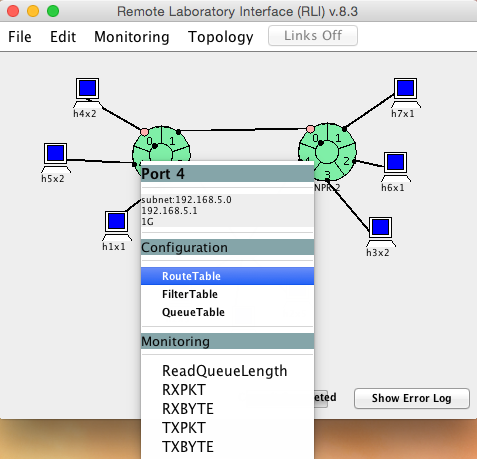 Remote Laboratory Interface (RLI) v.8.3
File Edit Monitoring Topology Links Off
h4x2
h7x1
0 1
0 1
h5x2
2
h6x1
3
NPR.2
h1x1
h3x2
Port 4
subnet:192.168.5.0
192.168.5.1
1G
Configuration
RouteTable
FilterTable
QueueTable
Monitoring
ReadQueueLength
RXPKT
RXBYTE
TXPKT
TXBYTE
eted
Show Error Log